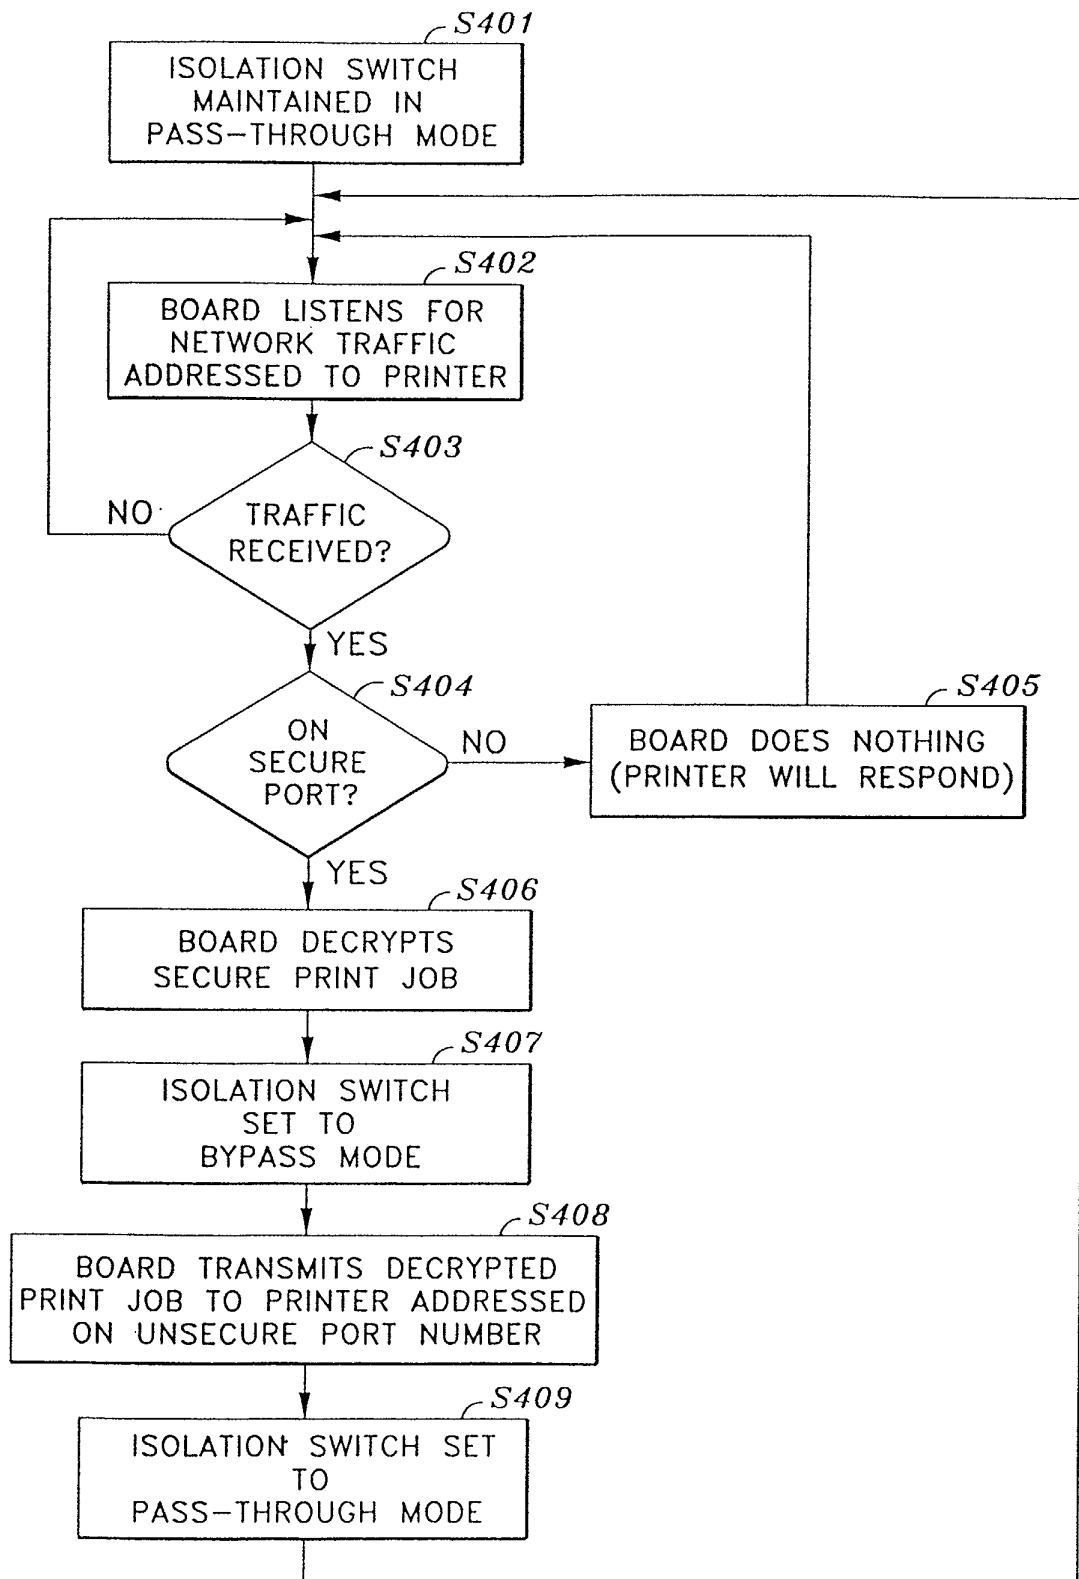 S401
ISOLATION SWITCH
MAINTAINED IN
PASS-THROUGH MODE
S402
BOARD LISTENS FOR
NETWORK TRAFFIC
ADDRESSED TO PRINTER
S403
NO
TRAFFIC
RECEIVED?
YES
S404
ON
SECURE
PORT?
NO
S405
BOARD DOES NOTHING
(PRINTER WILL RESPOND)
YES
S406
BOARD DECRYPTS
SECURE PRINT JOB
S407
ISOLATION SWITCH
SET TO
BYPASS MODE
S408
BOARD TRANSMITS DECRYPTED
PRINT JOB TO PRINTER ADDRESSED
ON UNSECURE PORT NUMBER
S409
ISOLATION SWITCH SET
TO
PASS-THROUGH MODE